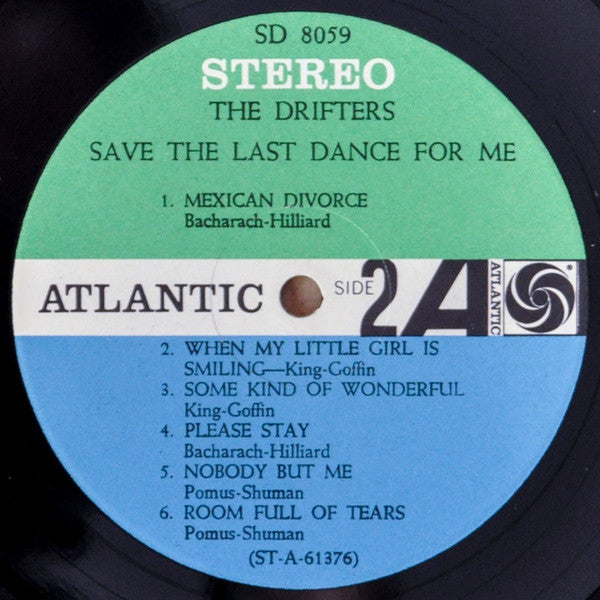 SD 8059
STEREO
THE DRIFTERS
SAVE THE LAST DANCE FOR ME
1. MEXICAN DIVORCE
Bacharach-Hilliard
ATLANTIC SIDE 2 A ATLANTIC ®
2. WHEN MY LITTLE GIRL IS
SMILING—King-Goffin
3. SOME KIND OF WONDERFUL
King-Goffin
4. PLEASE STAY
Bacharach-Hilliard
5. NOBODY BUT ME
Pomus-Shuman
6. ROOM FULL OF TEARS
Pomus-Shuman
(ST-A-61376)